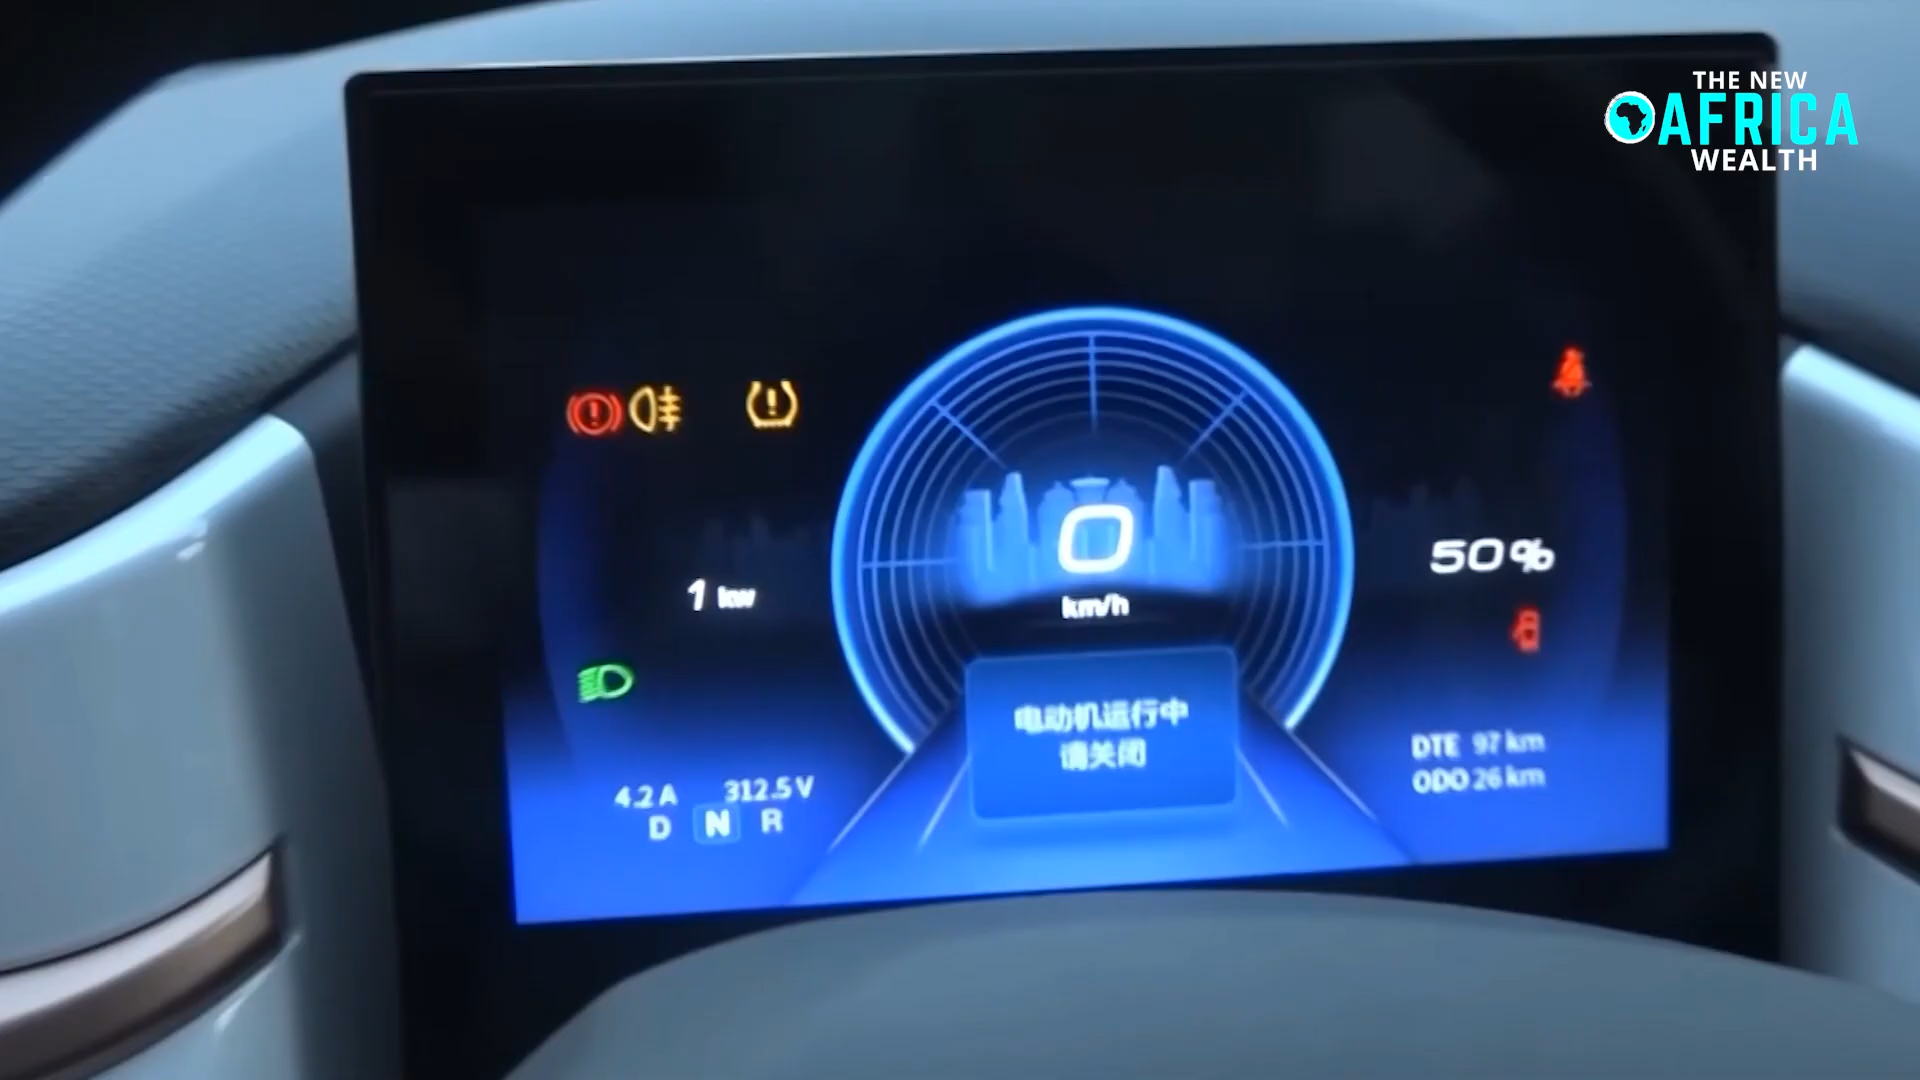 THE NEW
AFRICA
WEALTH
0
km/h
50%
1 kw
电动机运行中
请关闭
4.2 A 312.5 V
D N R
DTE 97 km
ODO 26 km